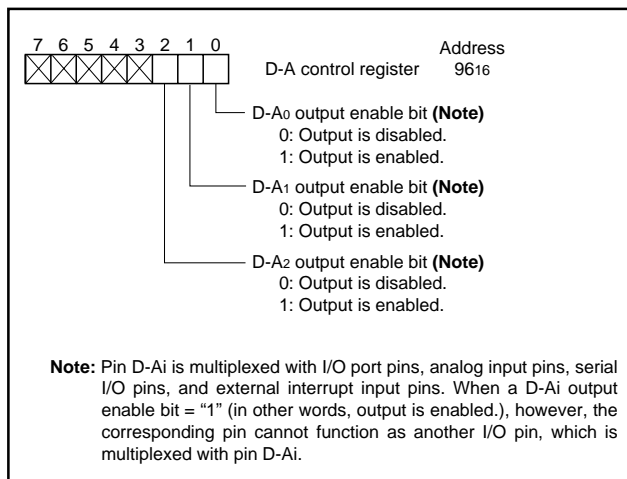 7 6 5 4 3 2 1 0
Address
D-A control register 9616
D-A0 output enable bit (Note)
0: Output is disabled.
1: Output is enabled.
D-A1 output enable bit (Note)
0: Output is disabled.
1: Output is enabled.
D-A2 output enable bit (Note)
0: Output is disabled.
1: Output is enabled.
Note: Pin D-Ai is multiplexed with I/O port pins, analog input pins, serial
I/O pins, and external interrupt input pins. When a D-Ai output
enable bit = “1” (in other words, output is enabled.), however, the
corresponding pin cannot function as another I/O pin, which is
multiplexed with pin D-Ai.